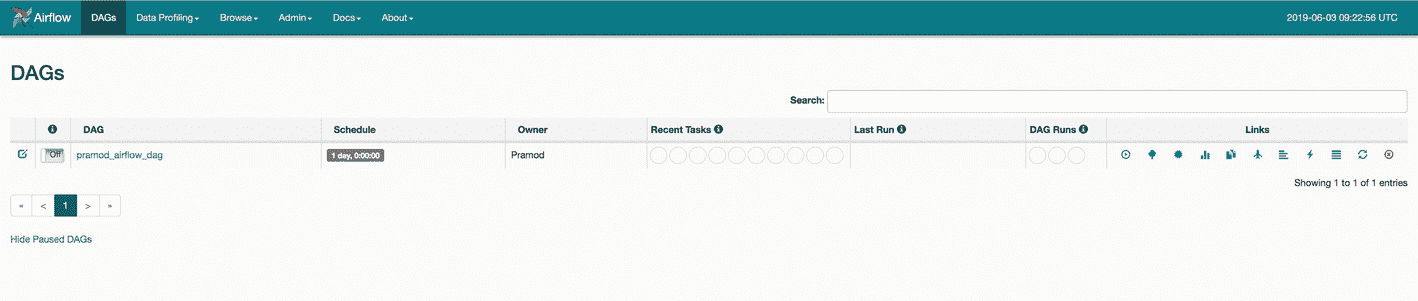 Airflow DAGs Data Profiling Browse Admin Docs About 2019-06-03 09:22:56 UTC
DAGs
Search:
DAG Schedule Owner Recent Tasks Last Run DAG Runs Links
Off pramod_airflow_dag 1 day, 0:00:00 Pramod
Showing 1 to 1 of 1 entries
« < 1 > »
Hide Paused DAGs